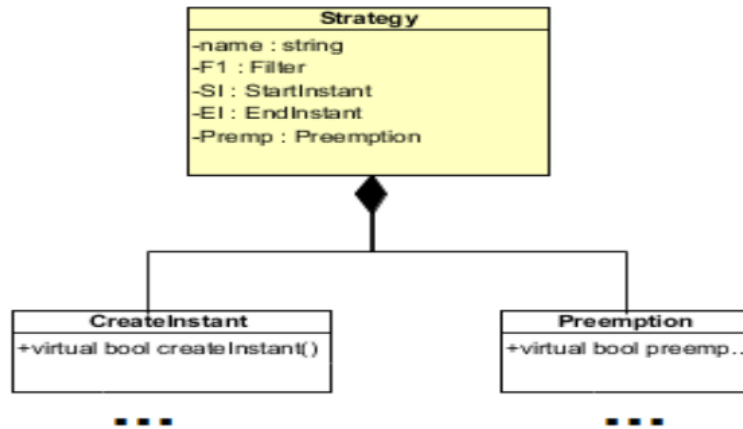 Strategy
-name : string
-F1 : Filter
-SI : StartInstant
-EI : EndInstant
-Premp : Preemption
CreateInstant
+virtual bool createInstant()
Preemption
+virtual bool preemp...
...
...